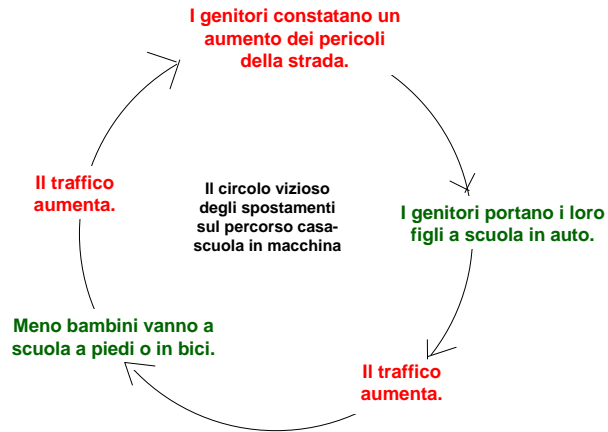 I genitori constatano un
aumento dei pericoli
della strada.
I genitori portano i loro
figli a scuola in auto.
Il traffico
aumenta.
Meno bambini vanno a
scuola a piedi o in bici.
Il traffico
aumenta.
Il circolo vizioso
degli spostamenti
sul percorso casa-
scuola in macchina